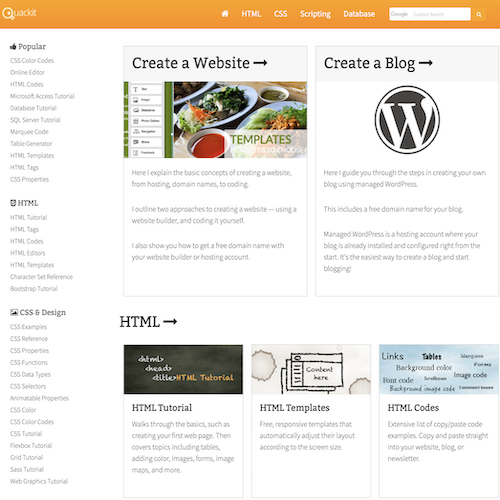 Quackit
HTML CSS Scripting Database
Google Custom Search
Popular
CSS Color Codes
Online Editor
HTML Codes
Microsoft Access Tutorial
Database Tutorial
SQL Server Tutorial
Marquee Code
Table Generator
HTML Templates
HTML Tags
CSS Properties
HTML
HTML Tutorial
HTML Tags
HTML Codes
HTML Editors
HTML Templates
Character Set Reference
Bootstrap Tutorial
CSS & Design
CSS Examples
CSS Reference
CSS Properties
CSS Functions
CSS Data Types
CSS Selectors
Animatable Properties
CSS Color
CSS Color Codes
CSS Tutorial
Flexbox Tutorial
Grid Tutorial
Sass Tutorial
Web Graphics Tutorial
Create a Website →
Text
Image
Slideshow
Photo Gallery
Navigation
Share
Facebook
TEMPLATES
Here I explain the basic concepts of creating a website,
from hosting, domain names, to coding.
I outline two approaches to creating a website — using a
website builder, and coding it yourself.
I also show you how to get a free domain name with
your website builder or hosting account.
Create a Blog →
Here I guide you through the steps in creating your own
blog using managed WordPress.
This includes a free domain name for your blog.
Managed WordPress is a hosting account where your
blog is already installed and configured right from the
start. It's the easiest way to create a blog and start
blogging!
HTML →
<html>
<head>
<title>HTML Tutorial
HTML Tutorial
Walks through the basics, such as
creating your first web page. Then
covers topics including tables,
adding color, images, forms, image
maps, and more.
Content
here
HTML Templates
Free, responsive templates that
automatically adjust their layout
according to the screen size.
Links Tables Marquees
Forms
Background color
Font code Scrollboxes Image code
Background image code Comment boxes
HTML Codes
Extensive list of copy/paste code
examples. Copy and paste straight
into your website, blog, or
newsletter.